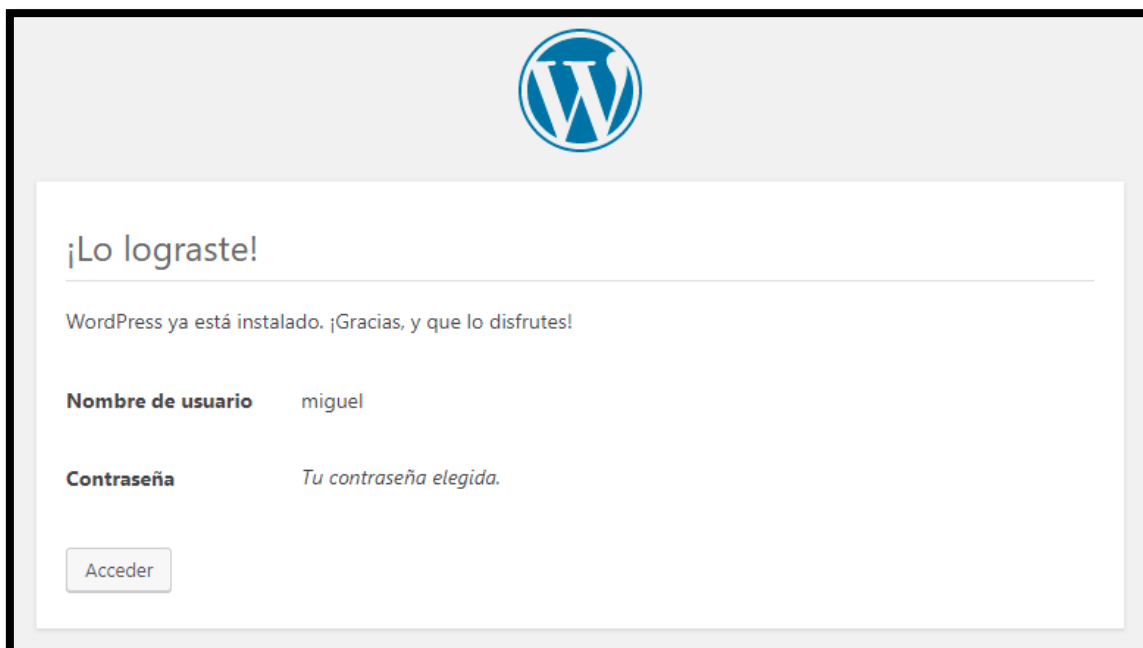 ¡Lo lograste!
WordPress ya está instalado. ¡Gracias, y que lo disfrutes!
Nombre de usuario miguel
Contraseña Tu contraseña elegida.
Acceder